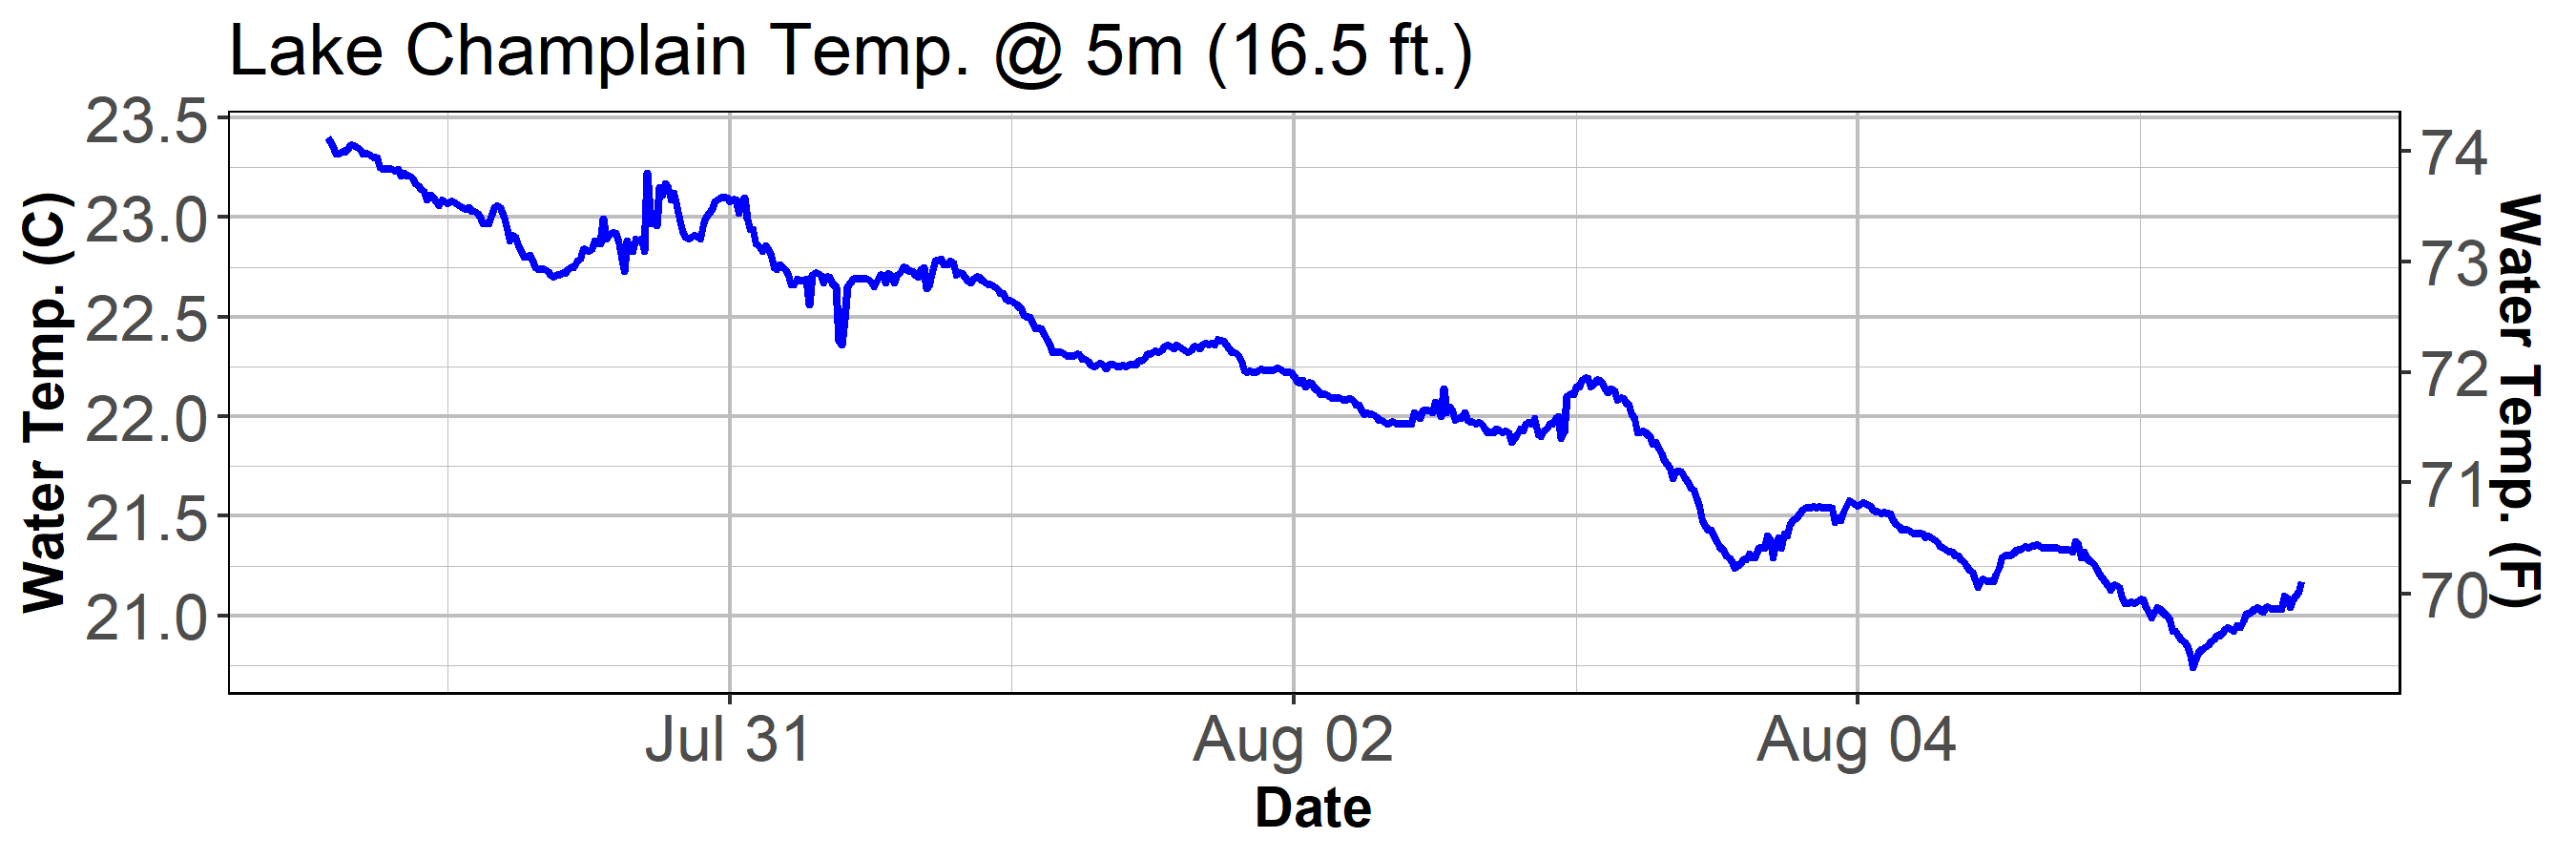 Lake Champlain Temp. @ 5m (16.5 ft.)
23.5
23.0
22.5
22.0
21.5
21.0
Water Temp. (C)
74
73
72
71
70
Water Temp. (F)
Jul 31
Aug 02
Aug 04
Date